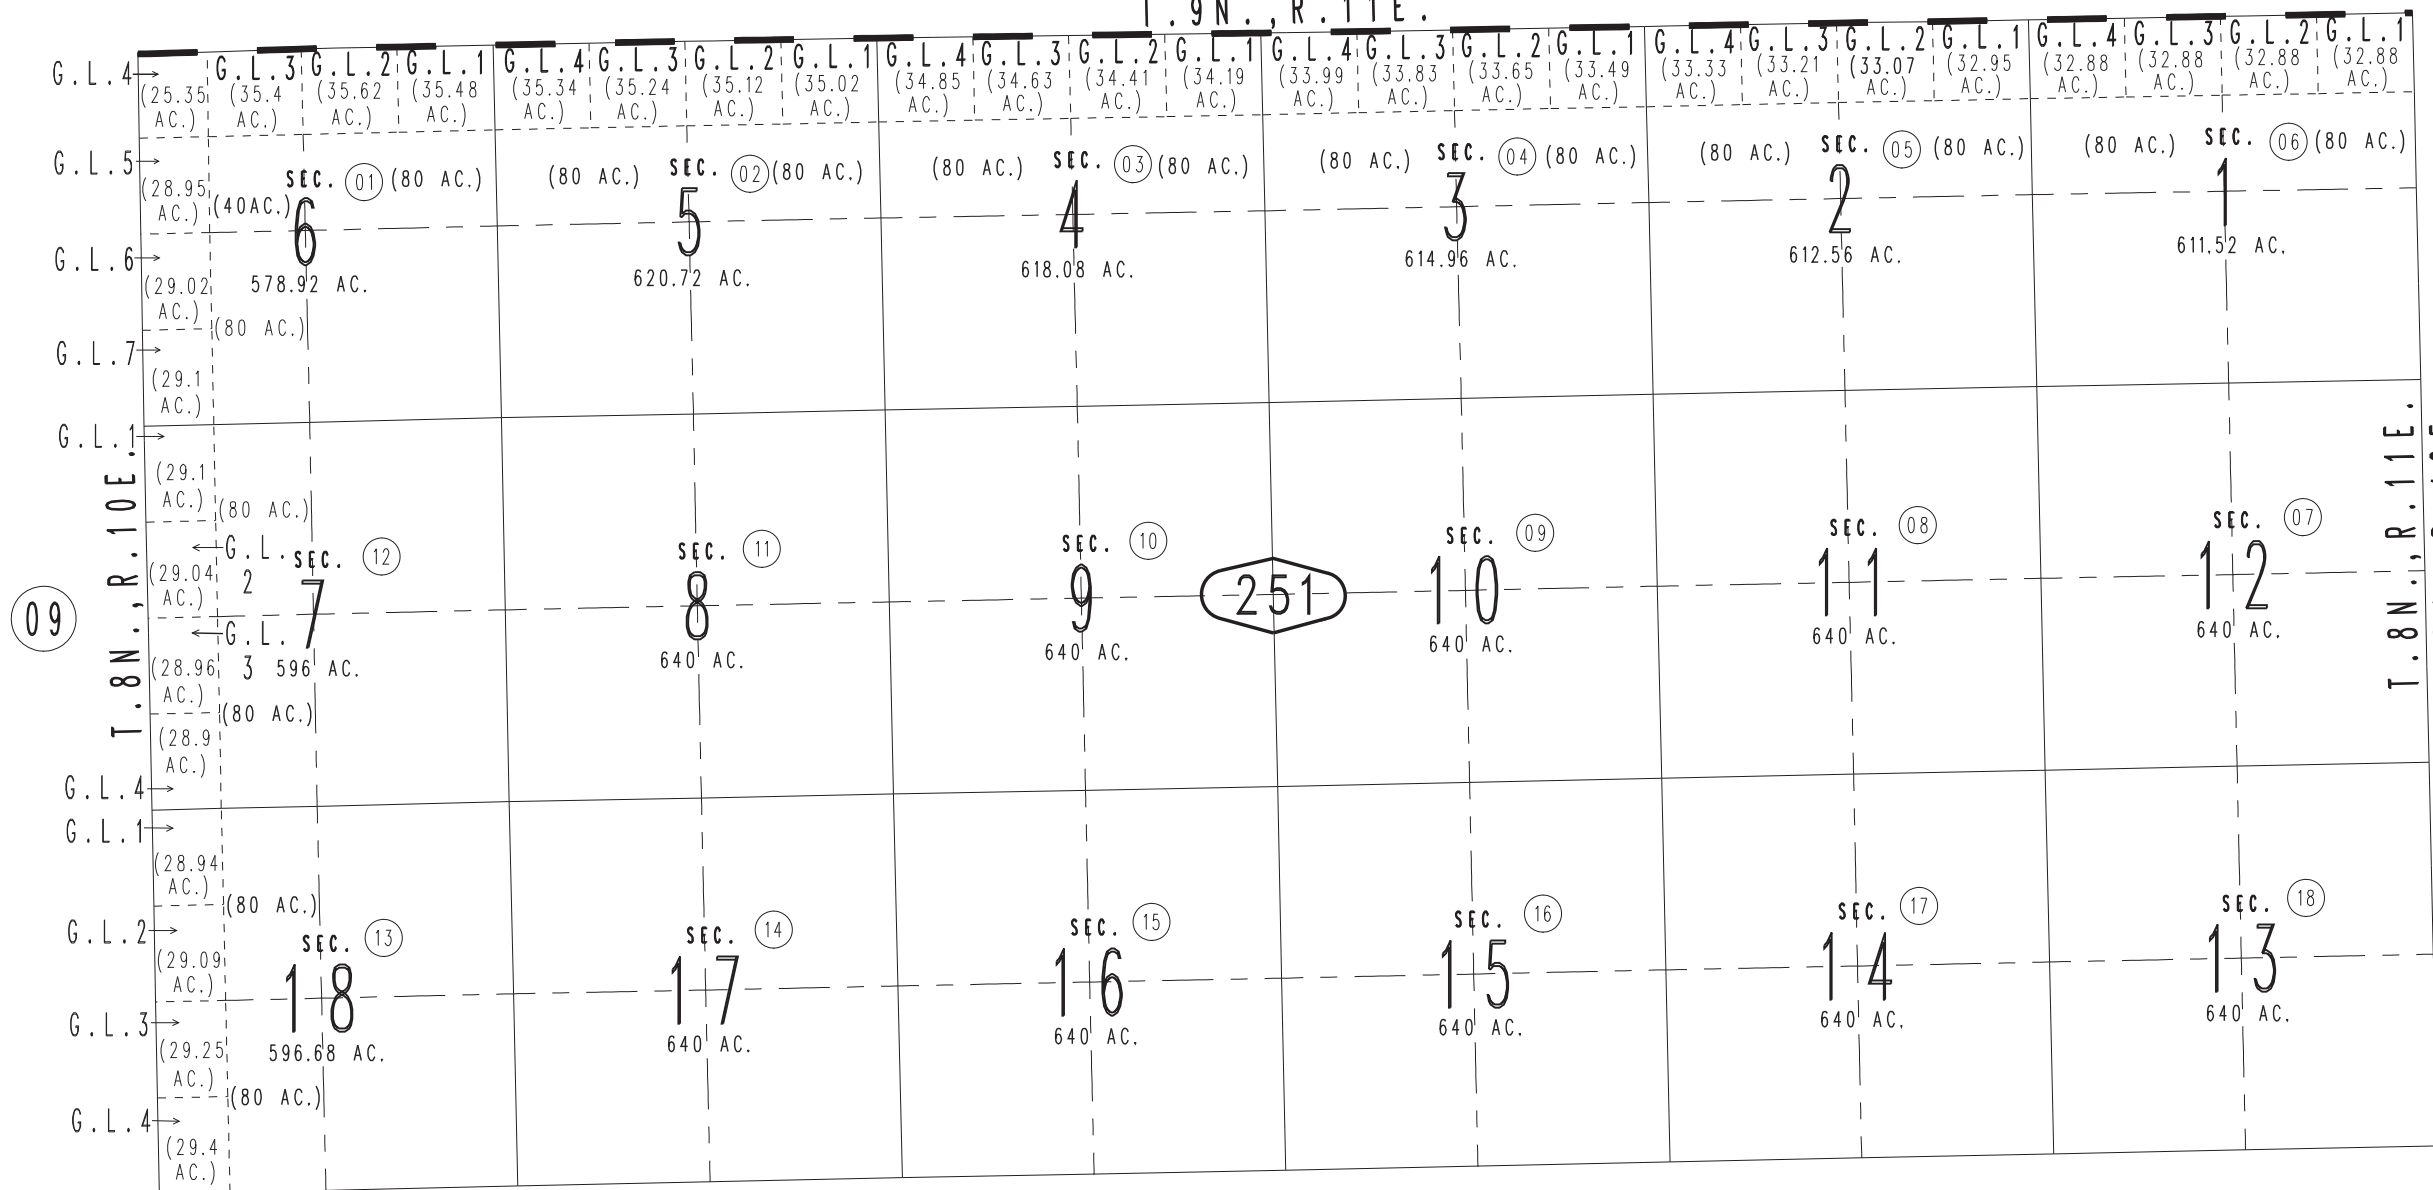 T.9N.,R.11E.
G.L.4 G.L.3 G.L.2 G.L.1 G.L.4 G.L.3 G.L.2 G.L.1 G.L.4 G.L.3 G.L.2 G.L.1 G.L.4 G.L.3 G.L.2 G.L.1 G.L.4 G.L.3 G.L.2 G.L.1 G.L.4 G.L.3 G.L.2 G.L.1
(25.35 AC.) (35.4 AC.) (35.62 AC.) (35.48 AC.) (35.34 AC.) (35.24 AC.) (35.12 AC.) (35.02 AC.) (34.85 AC.) (34.63 AC.) (34.41 AC.) (34.19 AC.) (33.99 AC.) (33.83 AC.) (33.65 AC.) (33.49 AC.) (33.33 AC.) (33.21 AC.) (33.07 AC.) (32.95 AC.) (32.88 AC.) (32.88 AC.) (32.88 AC.) (32.88 AC.)
G.L.5
(28.95 AC.) (40AC.) SEC. 01 (80 AC.) (80 AC.) SEC. 02 (80 AC.) (80 AC.) SEC. 03 (80 AC.) (80 AC.) SEC. 04 (80 AC.) (80 AC.) SEC. 05 (80 AC.) (80 AC.) SEC. 06 (80 AC.)
6 5 4 3 2 1
G.L.6
(29.02 AC.) 578.92 AC. 620.72 AC. 618.08 AC. 614.96 AC. 612.56 AC. 611.52 AC.
(80 AC.)
G.L.7
(29.1 AC.)
G.L.1
(29.1 AC.)
(80 AC.)
T.8N.,R.10E.
T.8N.,R.11E.
G.L. 2 SEC. 12 SEC. 11 SEC. 10 SEC. 09 SEC. 08 SEC. 07
(29.04 AC.)
09
7 8 9 251 10 11 12
G.L. 3
(28.96 AC.) 596 AC. 640 AC. 640 AC. 640 AC. 640 AC. 640 AC.
(80 AC.)
(28.9 AC.)
G.L.4
G.L.1
(28.94 AC.)
(80 AC.)
G.L.2
SEC. 13 SEC. 14 SEC. 15 SEC. 16 SEC. 17 SEC. 18
(29.09 AC.)
18 17 16 15 14 13
G.L.3
(29.25 AC.) 596.68 AC. 640 AC. 640 AC. 640 AC. 640 AC. 640 AC.
(80 AC.)
G.L.4
(29.4 AC.)